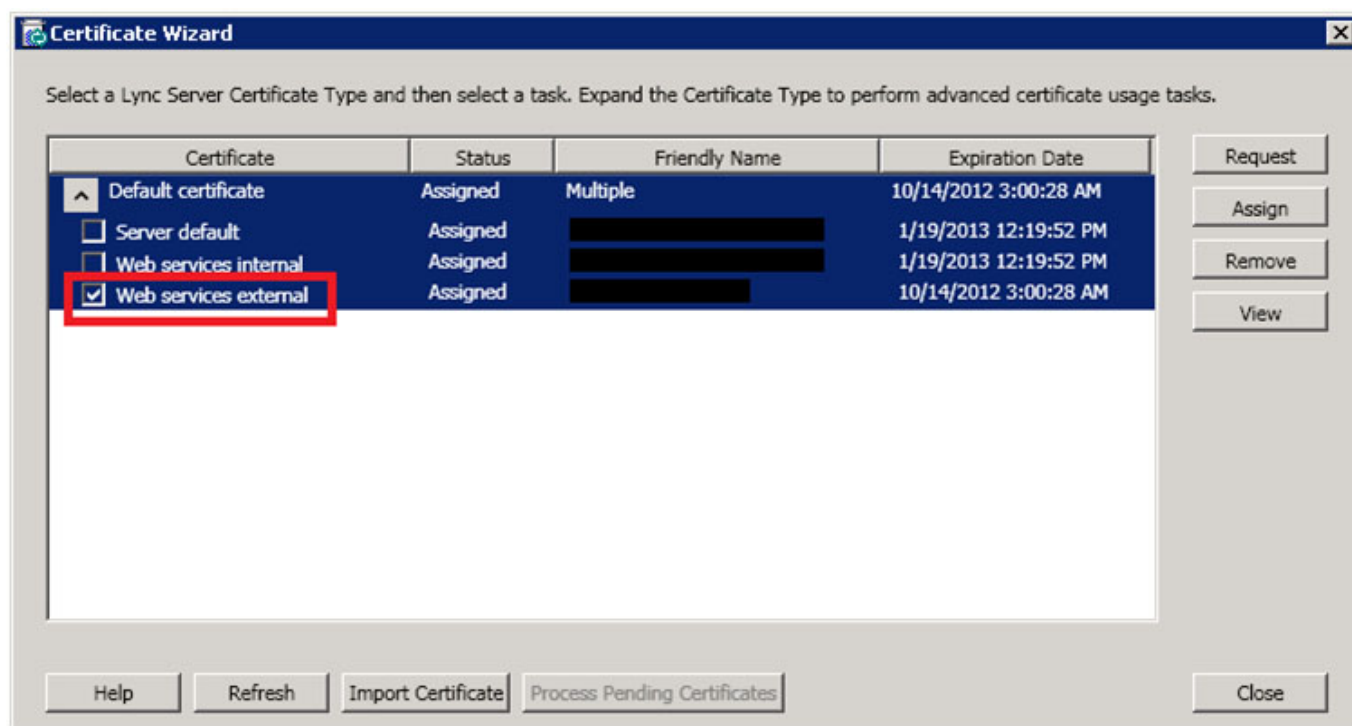 Certificate Wizard
Select a Lync Server Certificate Type and then select a task. Expand the Certificate Type to perform advanced certificate usage tasks.
Certificate Status Friendly Name Expiration Date Request
Default certificate Assigned Multiple 10/14/2012 3:00:28 AM
Assign
Server default Assigned 1/19/2013 12:19:52 PM
Web services internal Assigned 1/19/2013 12:19:52 PM Remove
Web services external Assigned 10/14/2012 3:00:28 AM
View
Help Refresh Import Certificate Process Pending Certificates Close